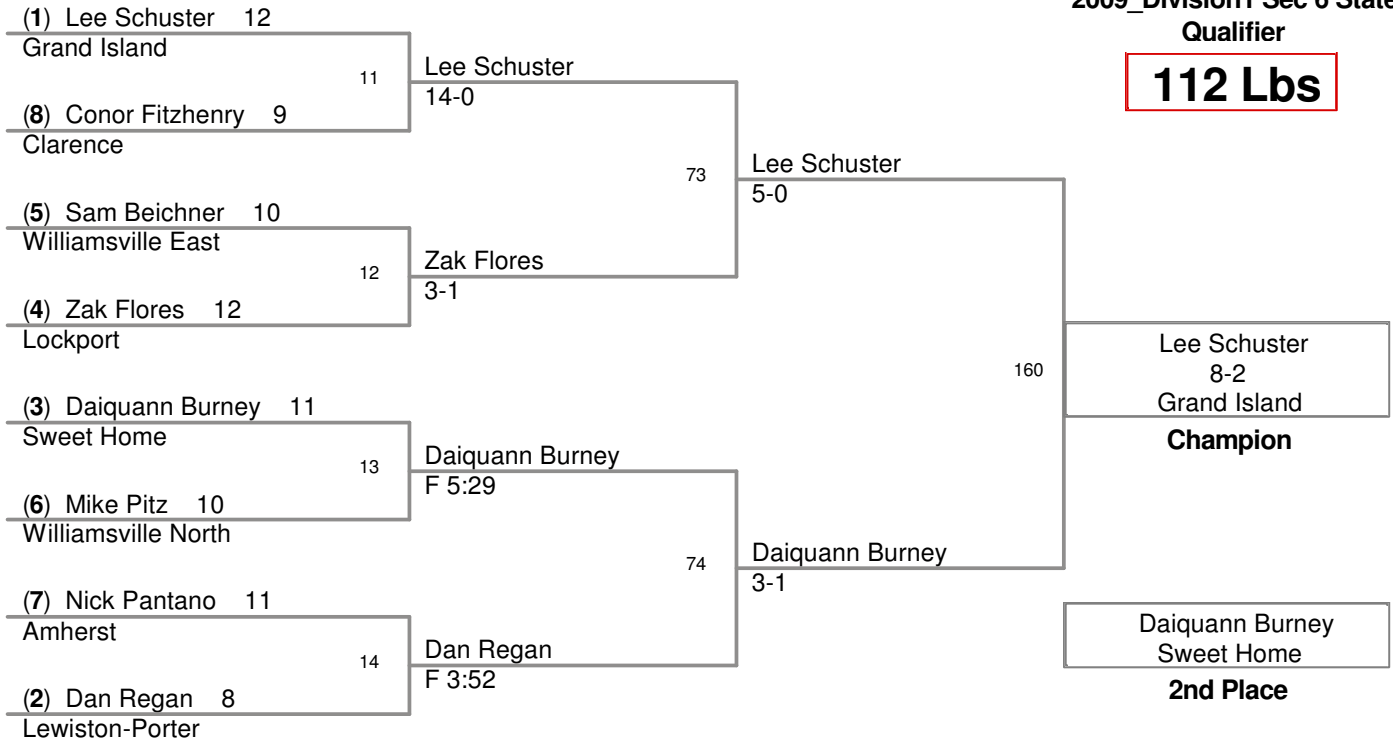 2009_Division1 Sec 6 State
Qualifier
112 Lbs
(1) Lee Schuster 12
Grand Island
11
Lee Schuster
14-0
(8) Conor Fitzhenry 9
Clarence
73
Lee Schuster
5-0
(5) Sam Beichner 10
Williamsville East
12
Zak Flores
3-1
(4) Zak Flores 12
Lockport
160
Lee Schuster
8-2
Grand Island
Champion
(3) Daiquann Burney 11
Sweet Home
13
Daiquann Burney
F 5:29
(6) Mike Pitz 10
Williamsville North
74
Daiquann Burney
3-1
(7) Nick Pantano 11
Amherst
14
Dan Regan
F 3:52
(2) Dan Regan 8
Lewiston-Porter
Daiquann Burney
Sweet Home
2nd Place